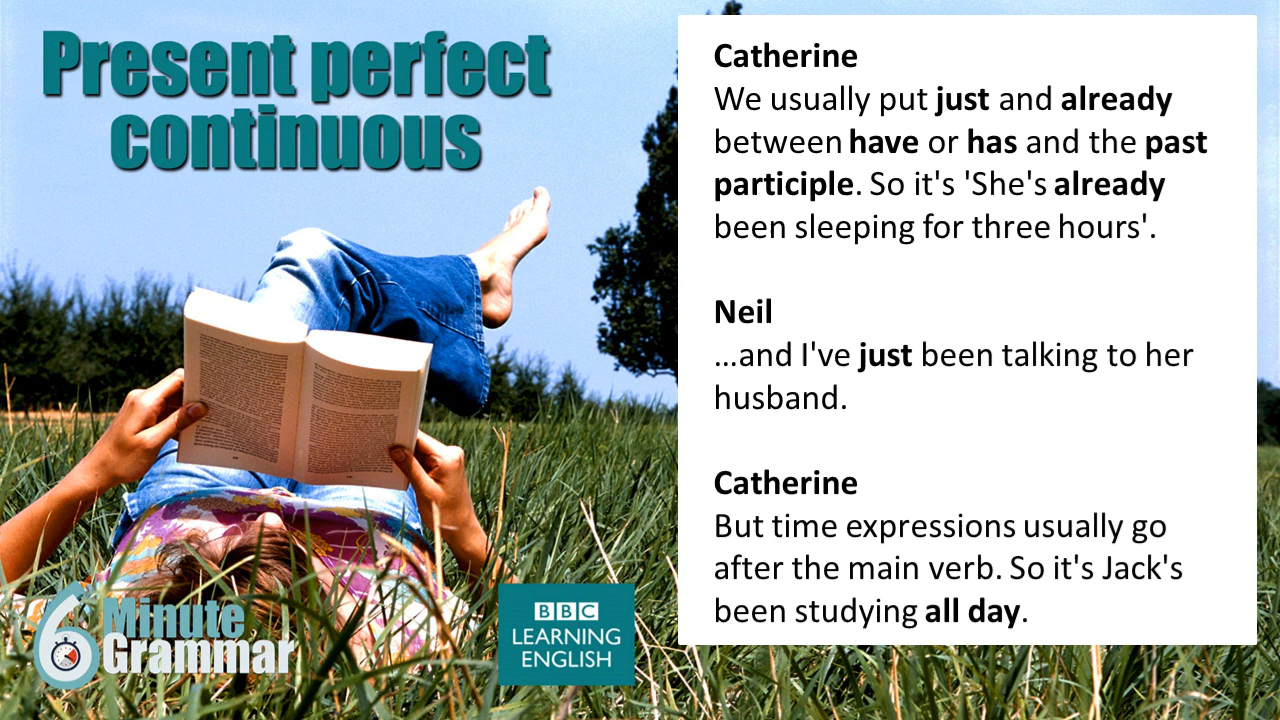 Present perfect
continuous
Catherine
We usually put just and already
between have or has and the past
participle. So it's 'She's already
been sleeping for three hours'.
Neil
…and I've just been talking to her
husband.
Catherine
But time expressions usually go
after the main verb. So it's Jack's
been studying all day.
6 Minute
Grammar
BBC
LEARNING
ENGLISH